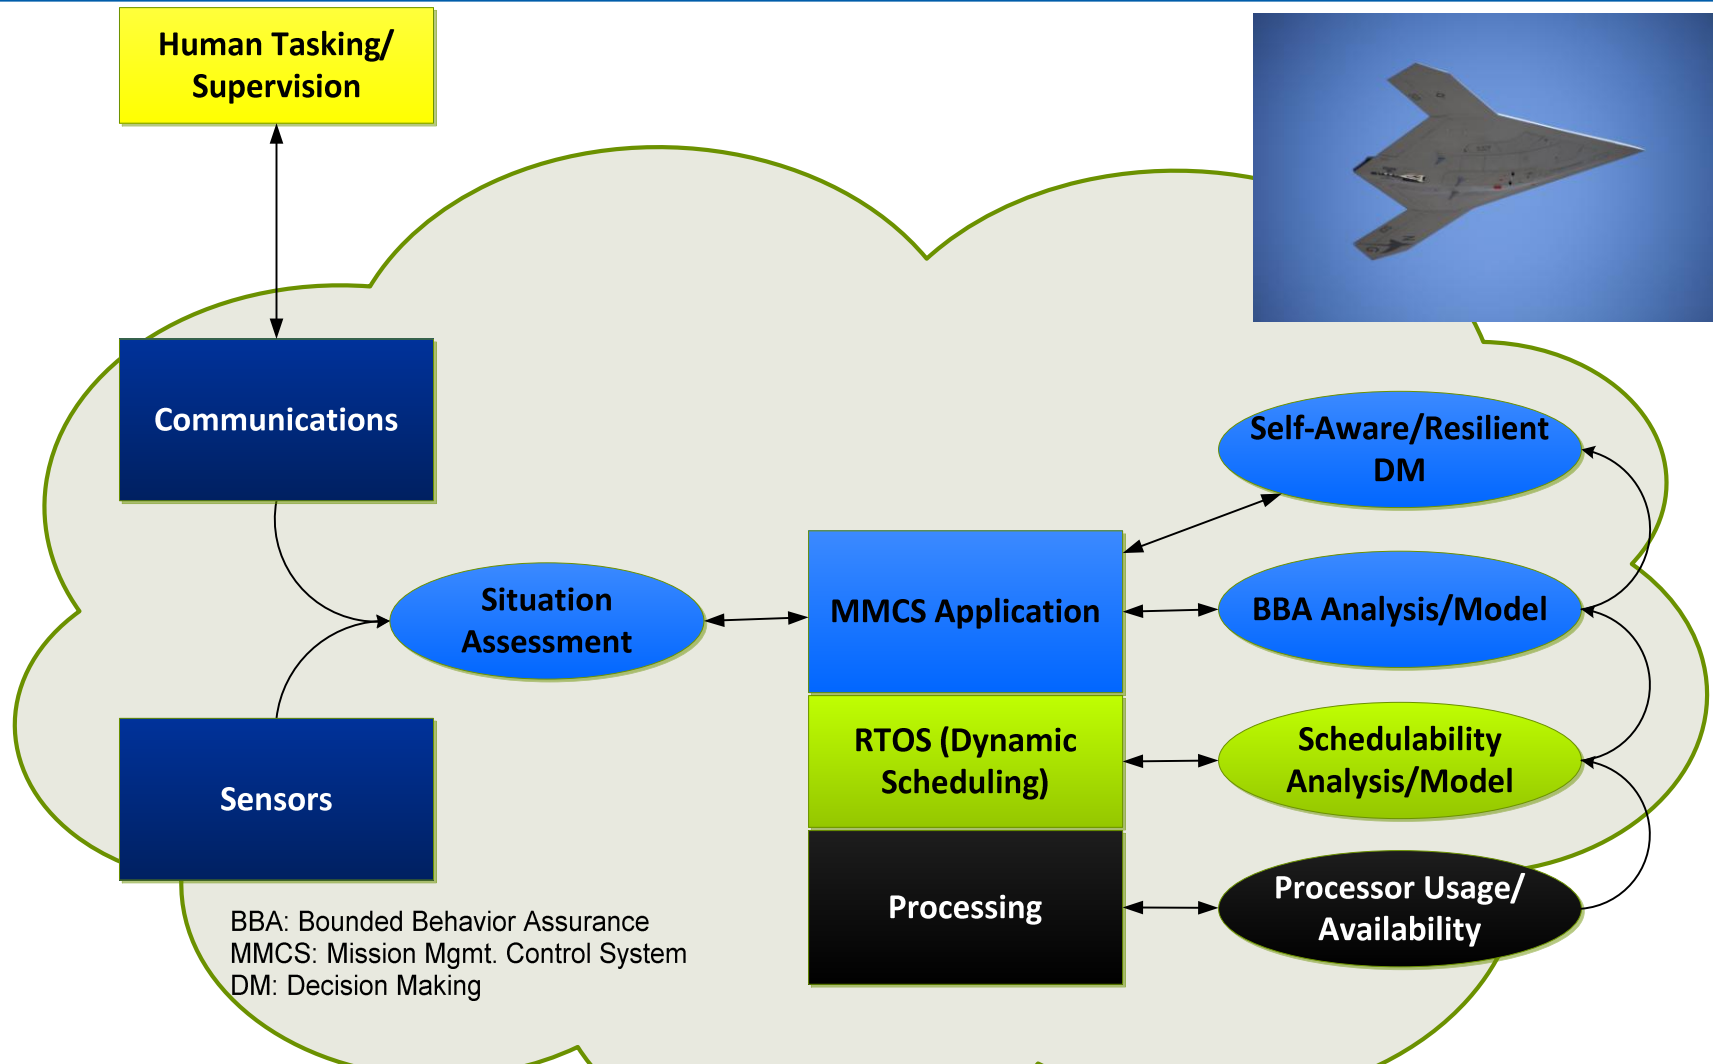 Human Tasking/
Supervision
Communications
Self-Aware/Resilient
DM
Situation
Assessment
MMCS Application
BBA Analysis/Model
RTOS (Dynamic
Scheduling)
Schedulability
Analysis/Model
Sensors
Processing
Processor Usage/
Availability
BBA: Bounded Behavior Assurance
MMCS: Mission Mgmt. Control System
DM: Decision Making